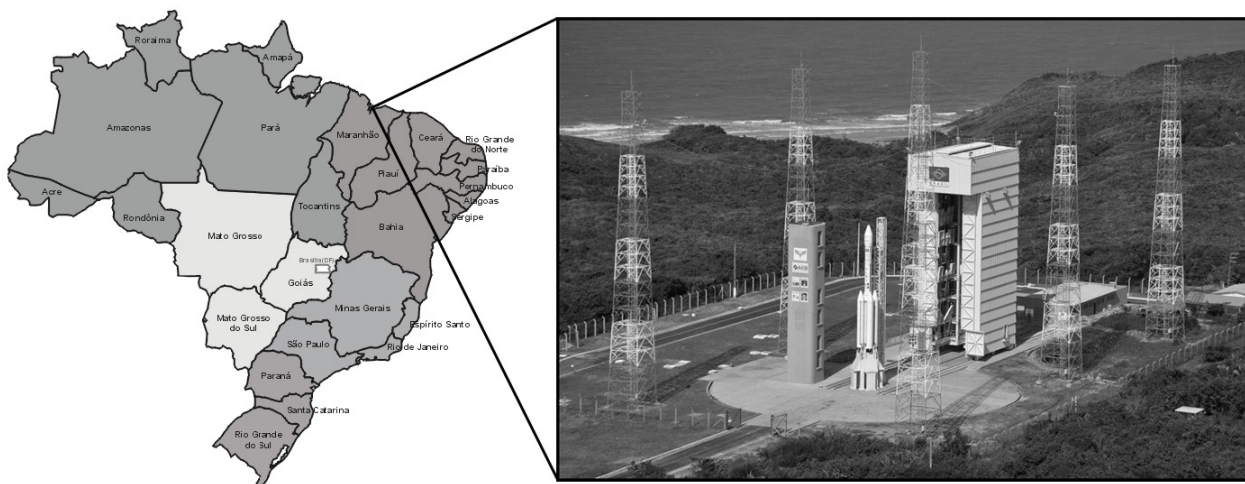 Roraima
Amapá
Amazonas
Pará
Maranhão
Ceará
Rio Grande
do Norte
Paraíba
Piauí
Pernambuco
Alagoas
Acre
Sergipe
Rondônia
Tocantins
Bahia
Mato Grosso
Brasília(DF)
Goiás
Minas Gerais
Mato Grosso
do Sul
Espírito Santo
São Paulo
Rio de Janeiro
Paraná
Santa Catarina
Rio Grande
do Sul